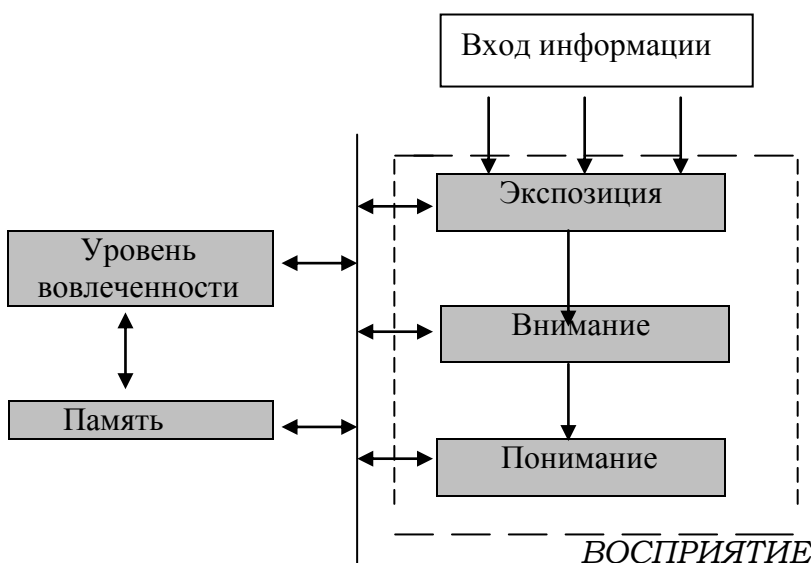 Вход информации
Экспозиция
Уровень
вовлеченности
Внимание
Память
Понимание
ВОСПРИЯТИЕ